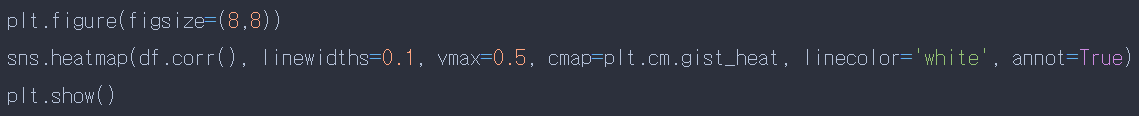 plt.figure(figsize=(8,8))
sns.heatmap(df.corr(), linewidths=0.1, vmax=0.5, cmap=plt.cm.gist_heat, linecolor='white', annot=True)
plt.show()